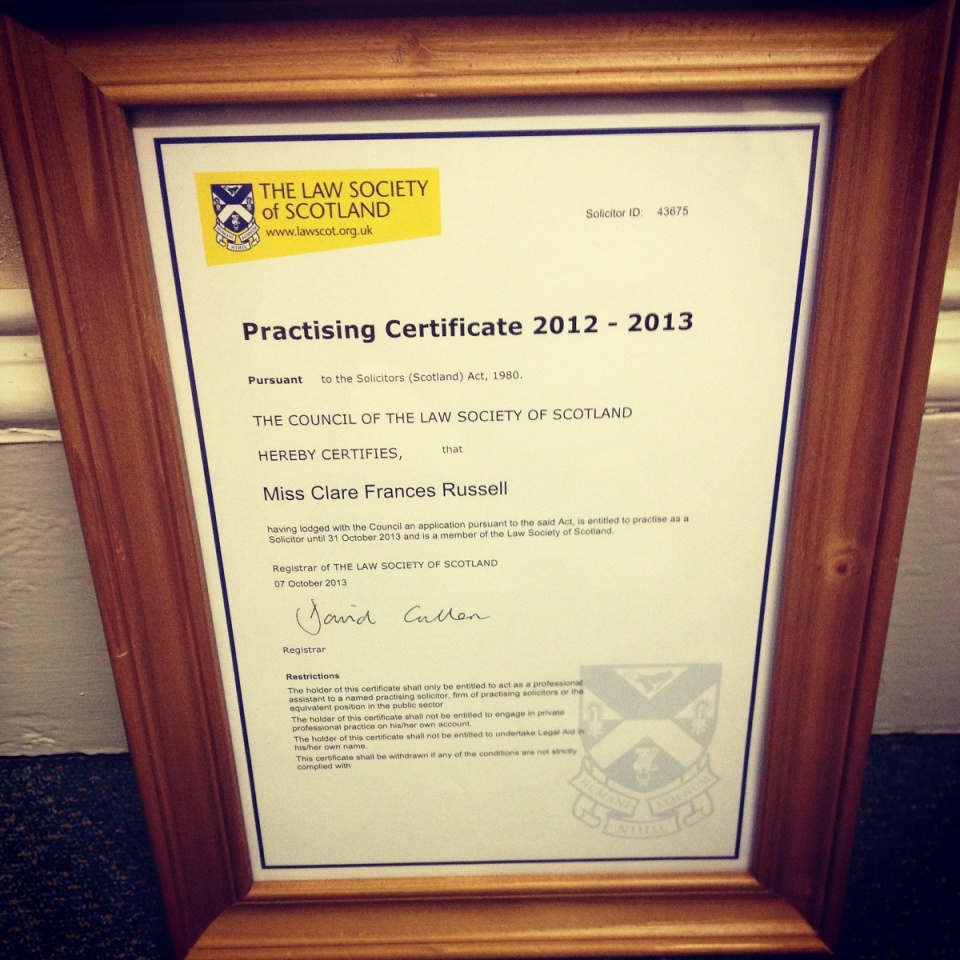 THE LAW SOCIETY
of SCOTLAND
www.lawscot.org.uk
Solicitor ID: 43675
Practising Certificate 2012 - 2013
Pursuant to the Solicitors (Scotland) Act, 1980.
THE COUNCIL OF THE LAW SOCIETY OF SCOTLAND
HEREBY CERTIFIES, that
Miss Clare Frances Russell
having lodged with the Council an application pursuant to the said Act, is entitled to practise as a
Solicitor until 31 October 2013 and is a member of the Law Society of Scotland.
Registrar of THE LAW SOCIETY OF SCOTLAND
07 October 2013
David Cullen
Registrar
Restrictions
The holder of this certificate shall only be entitled to act as a professional
assistant to a named practising solicitor, firm of practising solicitors or the
equivalent position in the public sector
The holder of this certificate shall not be entitled to engage in private
professional practice on his/her own account.
The holder of this certificate shall not be entitled to undertake Legal Aid in
his/her own name.
This certificate shall be withdrawn if any of the conditions are not strictly
complied with
HUMANI ALIENUM
NIHIL